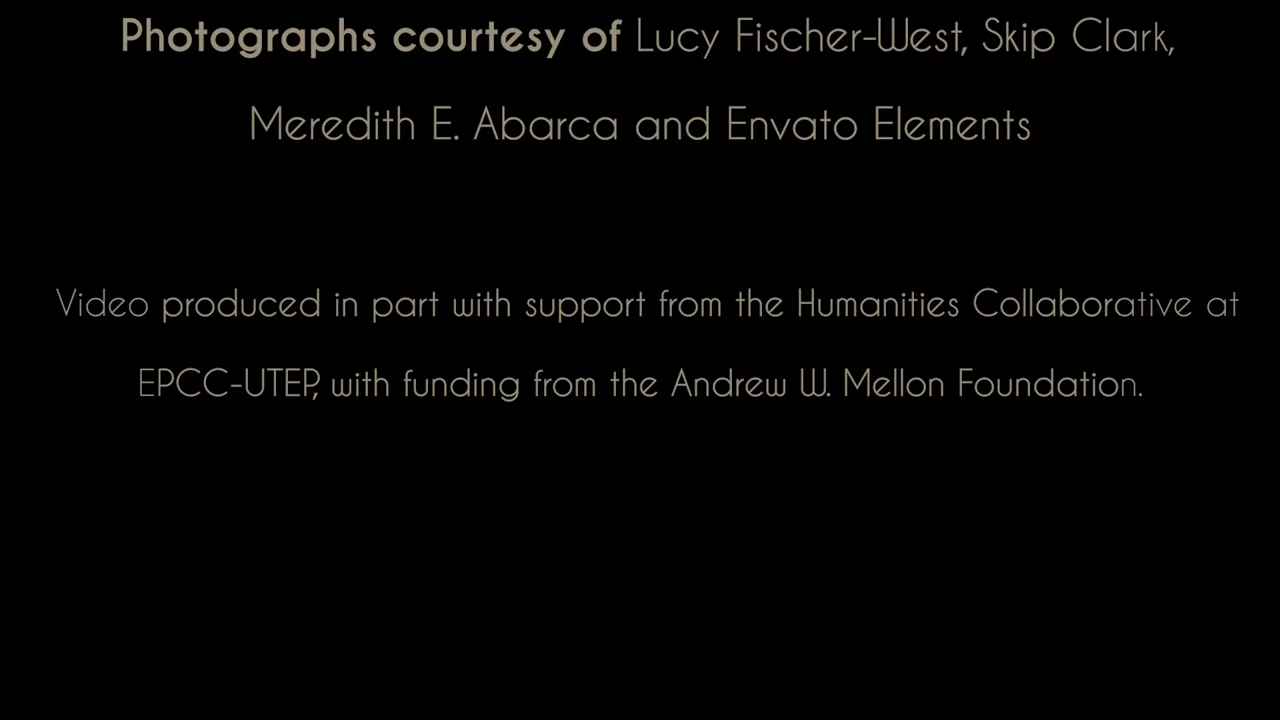 Photographs courtesy of Lucy Fischer-West, Skip Clark,
Meredith E. Abarca and Envato Elements
Video produced in part with support from the Humanities Collaborative at
EPCC-UTEP, with funding from the Andrew W. Mellon Foundation.